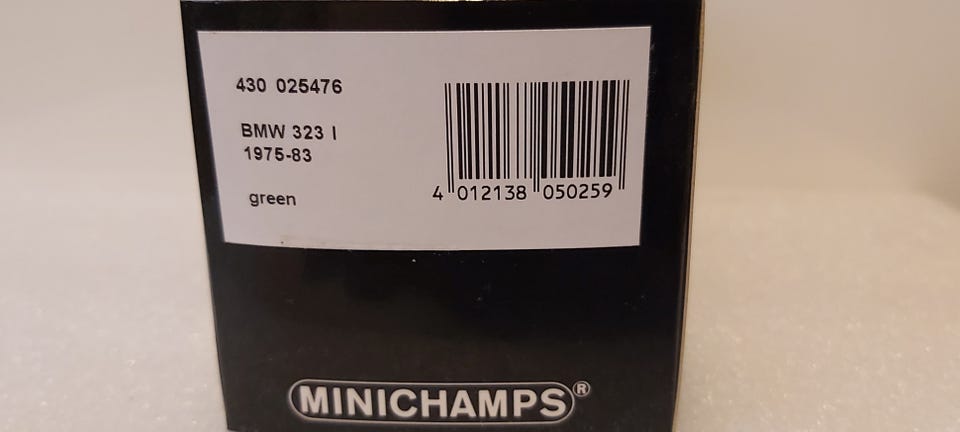 430 025476
BMW 323 I
1975-83
green
4 012138 050259
MINICHAMPS®